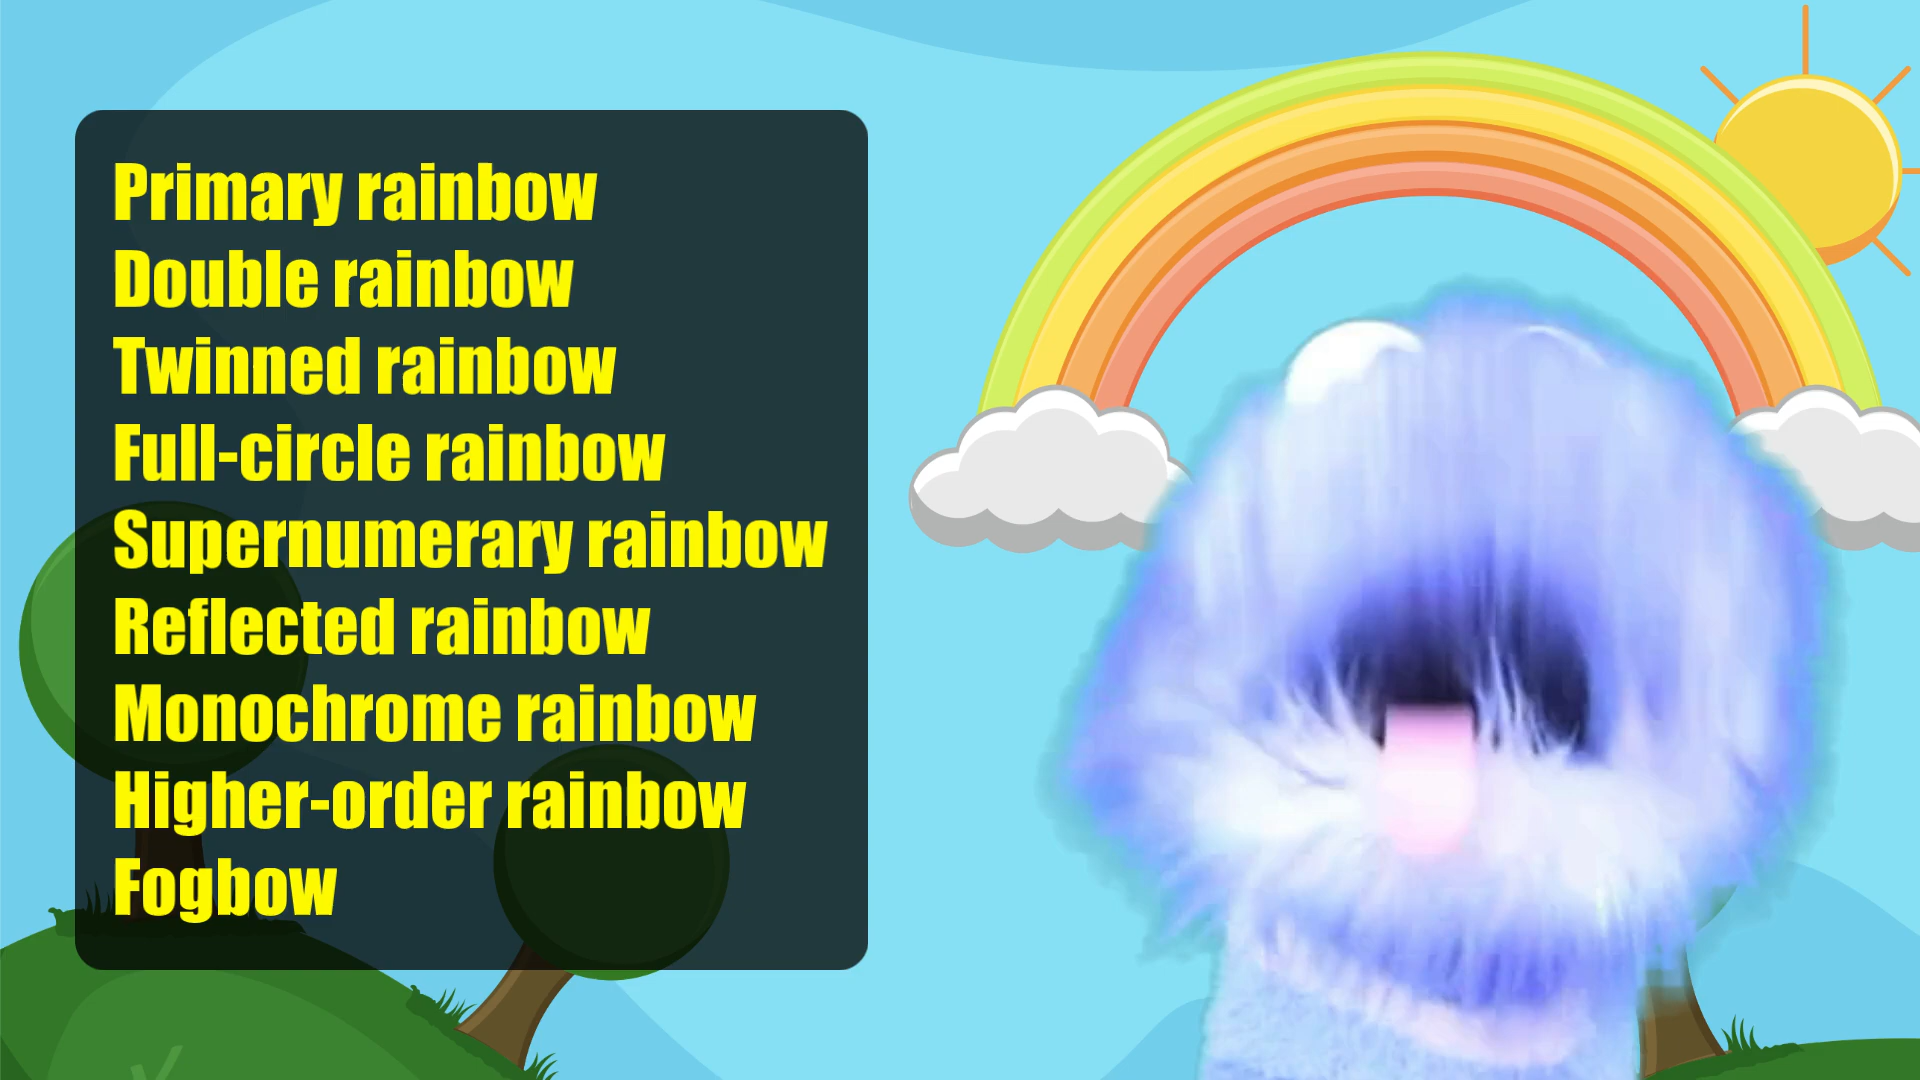 Primary rainbow
Double rainbow
Twinned rainbow
Full-circle rainbow
Supernumerary rainbow
Reflected rainbow
Monochrome rainbow
Higher-order rainbow
Fogbow